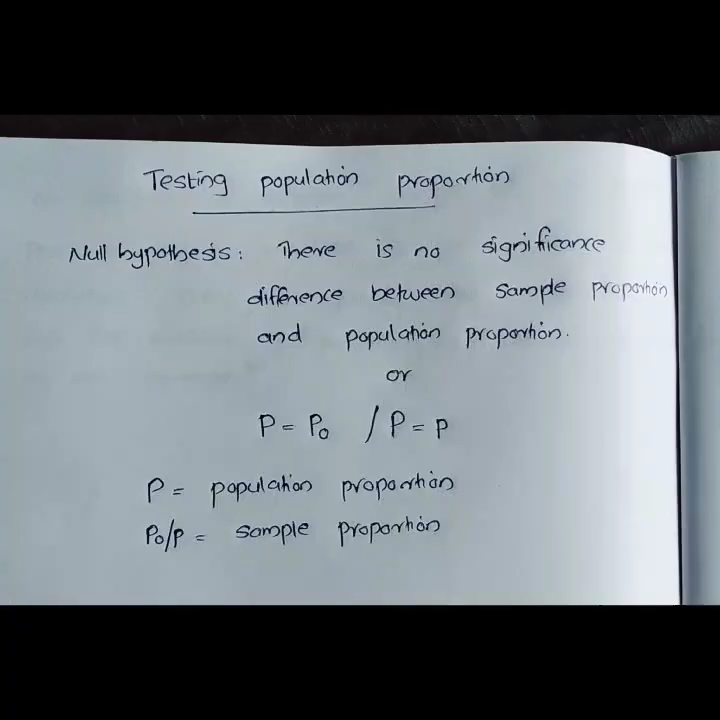 Testing population proportion
Null hypothesis: There is no significance
difference between sample proportion
and population proportion.
or
P = P₀ / P = p
P = population proportion
P₀/p = sample proportion